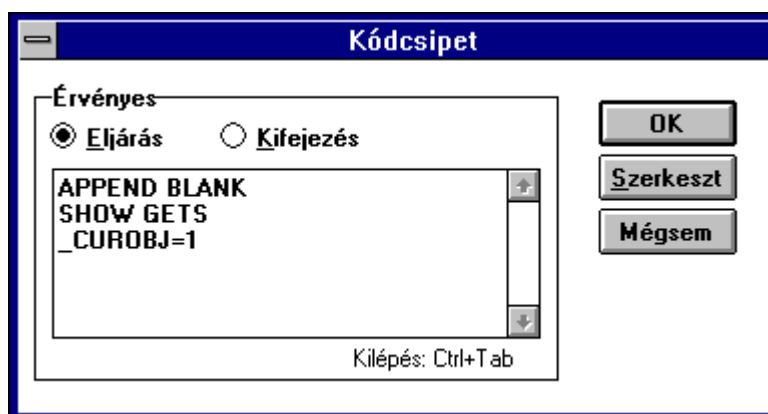 Kódcsipet
Érvényes
Eljárás Kifejezés
APPEND BLANK
SHOW GETS
_CUROBJ=1
Kilépés: Ctrl+Tab
OK
Szerkeszt
Mégsem